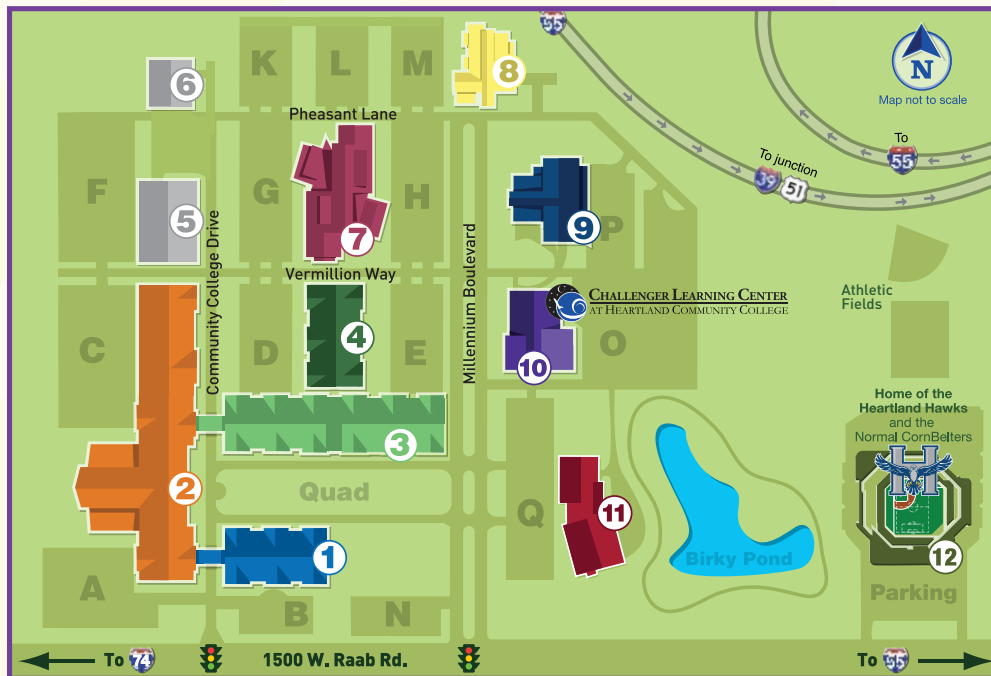 55
N
Map not to scale
K
L
M
8
6
Pheasant Lane
To
55
To junction
39
51
F
G
H
5
7
9
P
Community College Drive
Millennium Boulevard
Vermillion Way
CHALLENGER LEARNING CENTER
AT HEARTLAND COMMUNITY COLLEGE
Athletic
Fields
C
D
4
E
10
O
3
Home of the
Heartland Hawks
and the
Normal CornBelters
H
2
Quad
Q
11
1
Birky Pond
12
A
B
N
Parking
To 74
1500 W. Raab Rd.
To 55